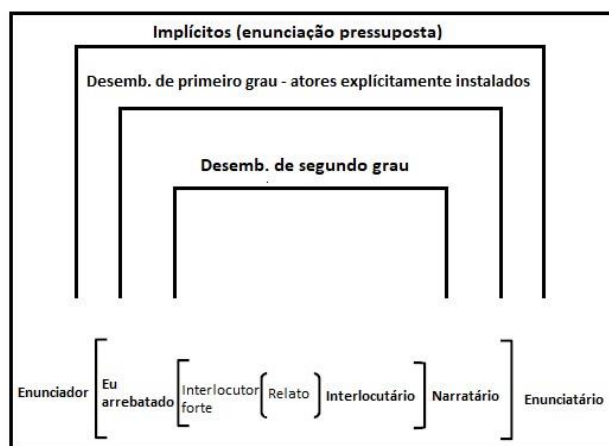 Implícitos (enunciação pressuposta)
Desemb. de primeiro grau - atores explícitamente instalados
Desemb. de segundo grau
Enunciador
Eu
arrebatado
Interlocutor
forte
Relato
Interlocutário
Narratário
Enunciatário